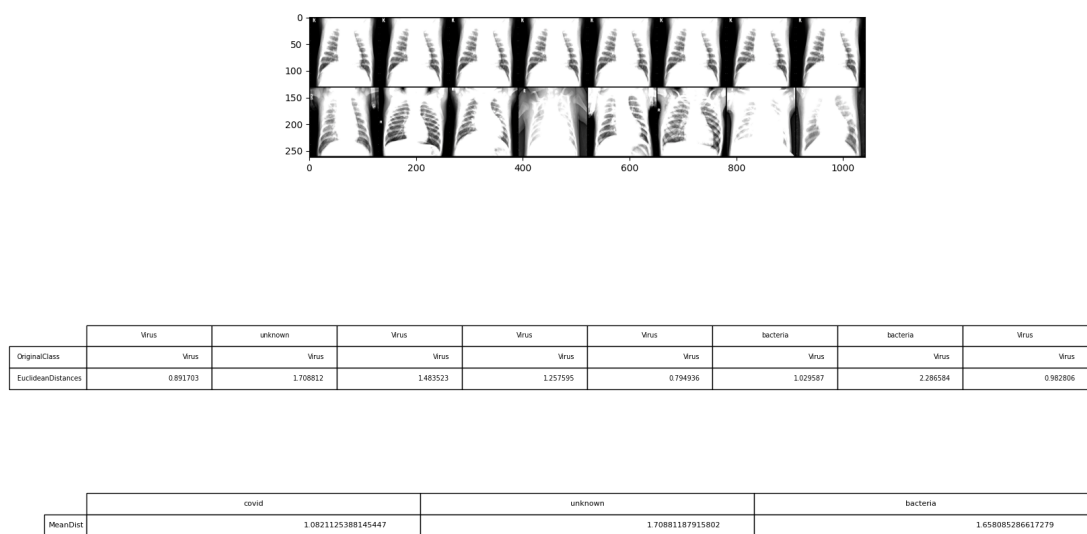 0
50
100
150
200
250
0 200 400 600 800 1000
R R R R R R R R
Virus unknown Virus Virus Virus bacteria bacteria Virus
OriginalClass Virus Virus Virus Virus Virus Virus Virus Virus
EuclideanDistances 0.891703 1.708812 1.483523 1.257595 0.794936 1.029587 2.286584 0.982806
covid unknown bacteria
MeanDist 1.0821125388145447 1.70881187915802 1.658085286617279